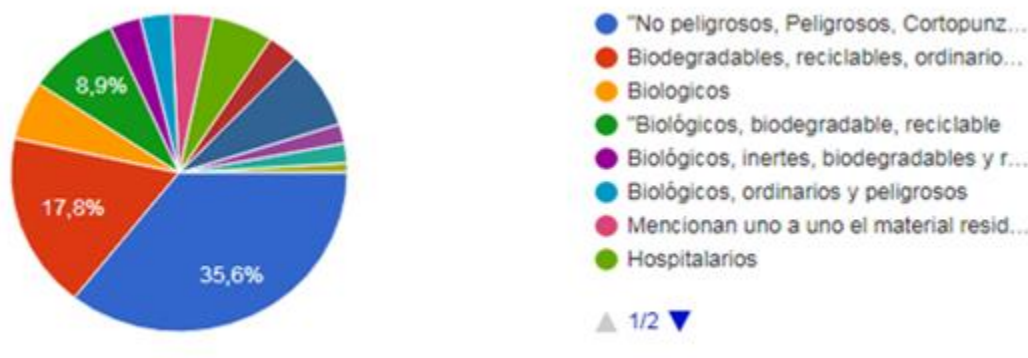 8,9%
17,8%
35,6%
"No peligrosos, Peligrosos, Cortopunz...
Biodegradables, reciclables, ordinario...
Biologicos
"Biológicos, biodegradable, reciclable
Biológicos, inertes, biodegradables y r...
Biológicos, ordinarios y peligrosos
Mencionan uno a uno el material resid...
Hospitalarios
1/2